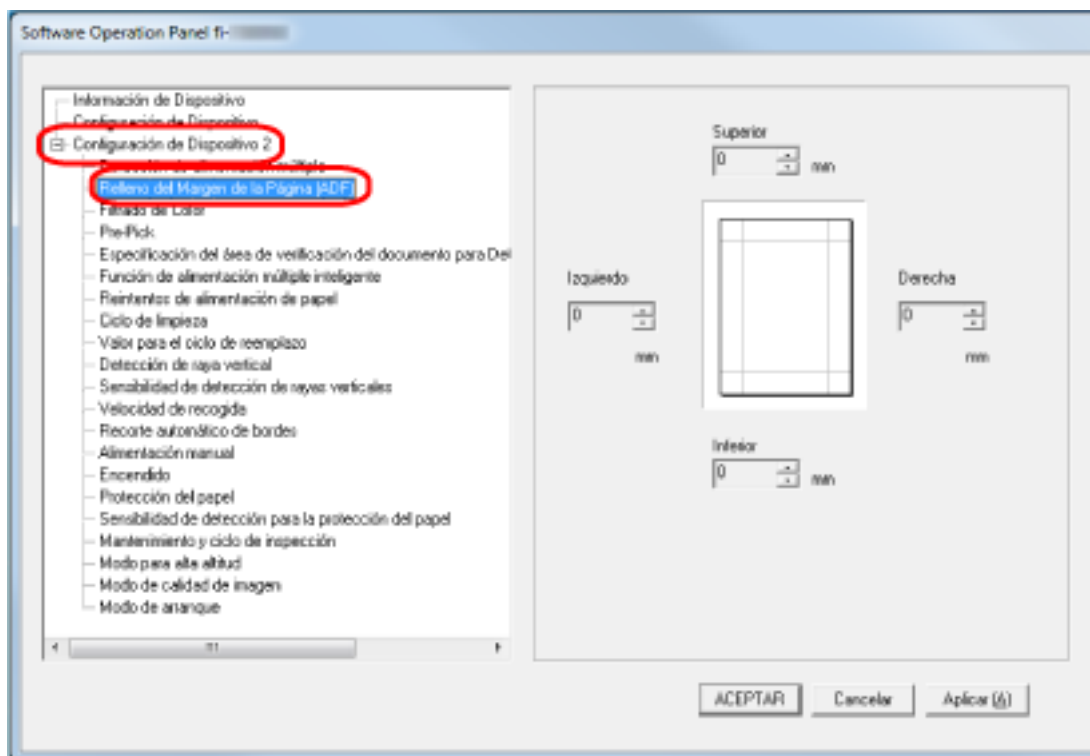 Software Operation Panel fi-
Información de Dispositivo
Configuración de Dispositivo
Configuración de Dispositivo 2
múltiple
Relleno del Margen de la Página (ADF)
Filtrado de Color
Pre-Pick
Especificación del área de verificación del documento para Det
Función de alimentación múltiple inteligente
Reintentos de alimentación de papel
Ciclo de limpieza
Valor para el ciclo de reemplazo
Detección de raya vertical
Sensibilidad de detección de rayas verticales
Velocidad de recogida
Recorte automático de bordes
Alimentación manual
Encendido
Protección del papel
Sensibilidad de detección para la protección del papel
Mantenimiento y ciclo de inspección
Modo para alta altitud
Modo de calidad de imagen
Modo de arranque
Superior
0 mm
Izquierdo
0
mm
Derecha
0
mm
Inferior
0 mm
ACEPTAR Cancelar Aplicar (A)